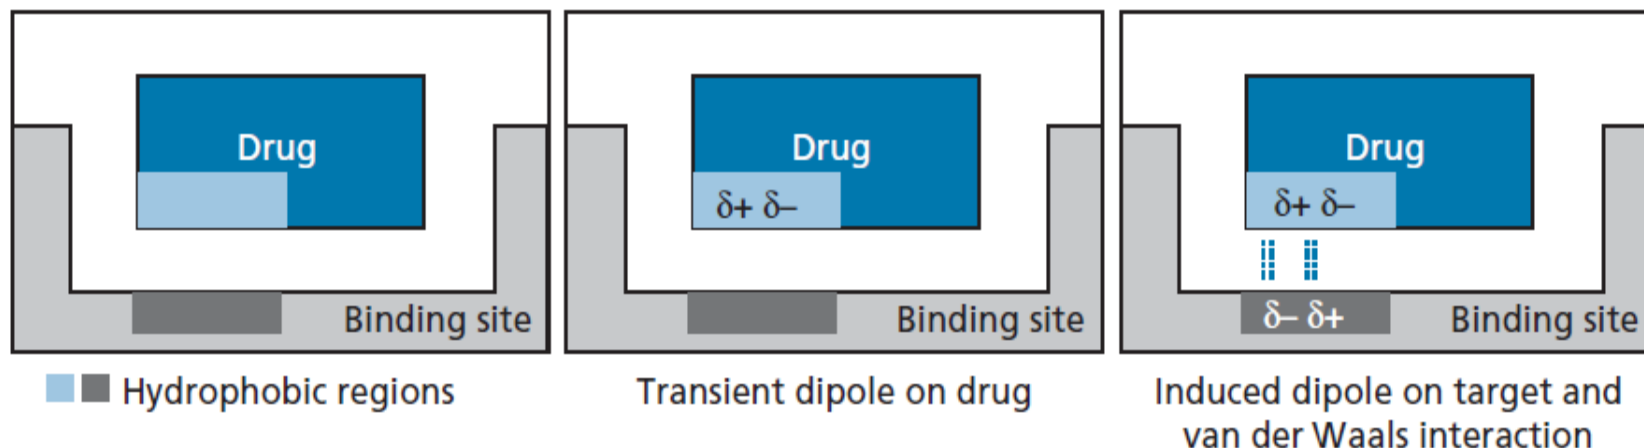 Drug
Binding site
Hydrophobic regions
Drug
δ+ δ–
Binding site
Transient dipole on drug
Drug
δ+ δ–
δ– δ+
Binding site
Induced dipole on target and
van der Waals interaction